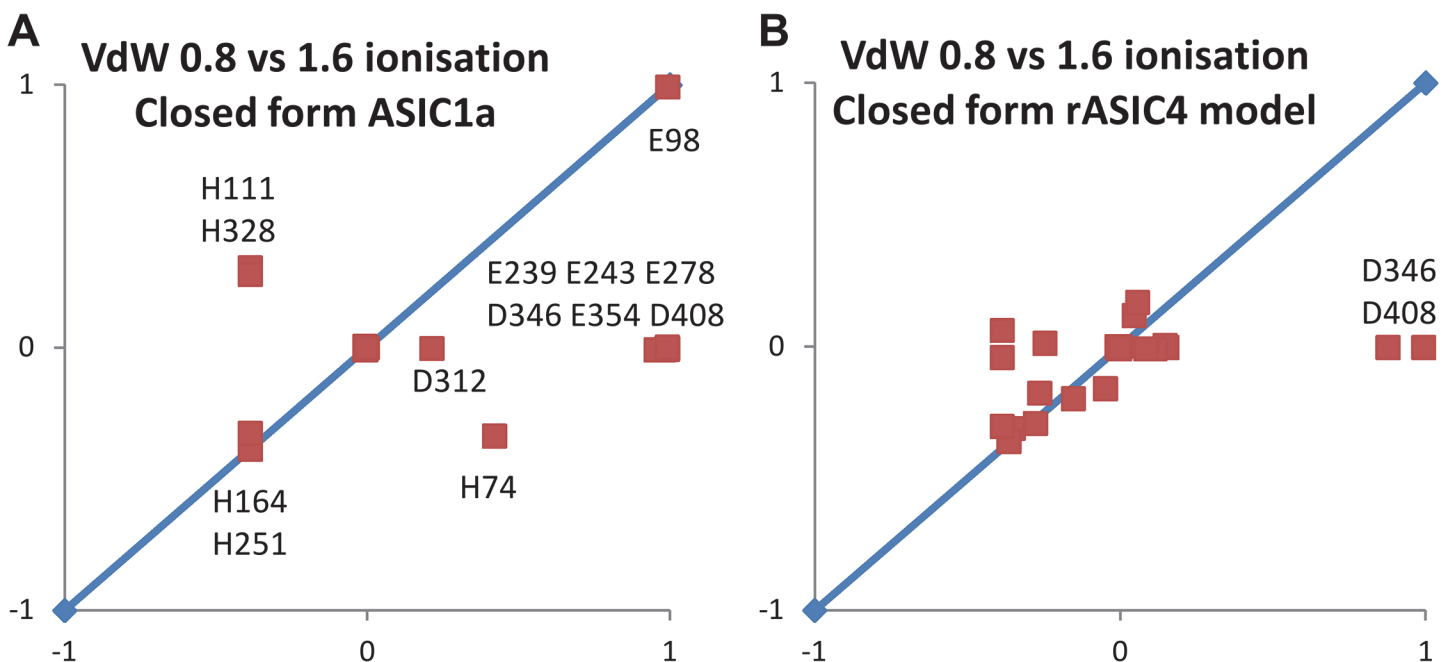 A
VdW 0.8 vs 1.6 ionisation
Closed form ASIC1a
1
0
-1
-1
0
1
E98
H111
H328
E239 E243 E278
D346 E354 D408
D312
H74
H164
H251
B
VdW 0.8 vs 1.6 ionisation
Closed form rASIC4 model
1
0
-1
-1
0
1
D346
D408